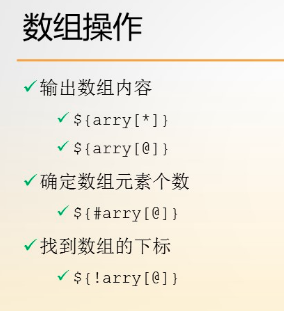 数组操作
输出数组内容
${arry[*]}
${arry[@]}
确定数组元素个数
${#arry[@]}
找到数组的下标
${!arry[@]}